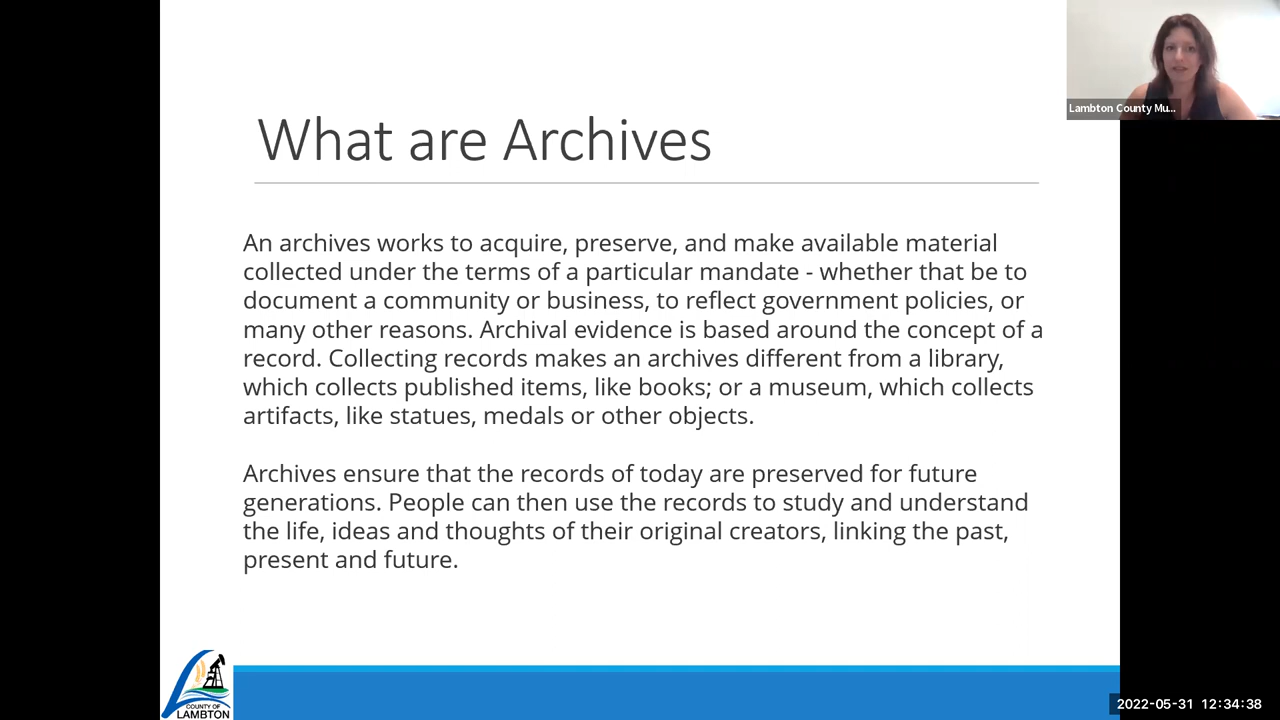 What are Archives
An archives works to acquire, preserve, and make available material
collected under the terms of a particular mandate - whether that be to
document a community or business, to reflect government policies, or
many other reasons. Archival evidence is based around the concept of a
record. Collecting records makes an archives different from a library,
which collects published items, like books; or a museum, which collects
artifacts, like statues, medals or other objects.
Archives ensure that the records of today are preserved for future
generations. People can then use the records to study and understand
the life, ideas and thoughts of their original creators, linking the past,
present and future.
Lambton County Mu...
COUNTY OF
LAMBTON
2022-05-31 12:34:38